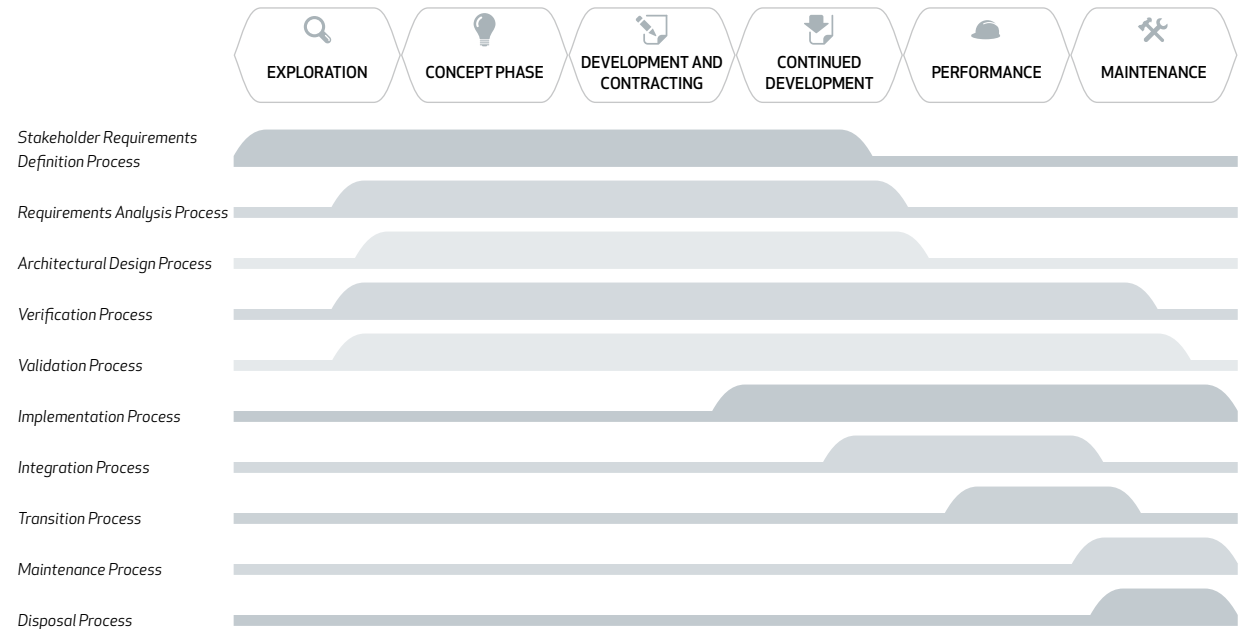 EXPLORATION
CONCEPT PHASE
DEVELOPMENT AND
CONTRACTING
CONTINUED
DEVELOPMENT
PERFORMANCE
MAINTENANCE
Stakeholder Requirements
Definition Process
Requirements Analysis Process
Architectural Design Process
Verification Process
Validation Process
Implementation Process
Integration Process
Transition Process
Maintenance Process
Disposal Process